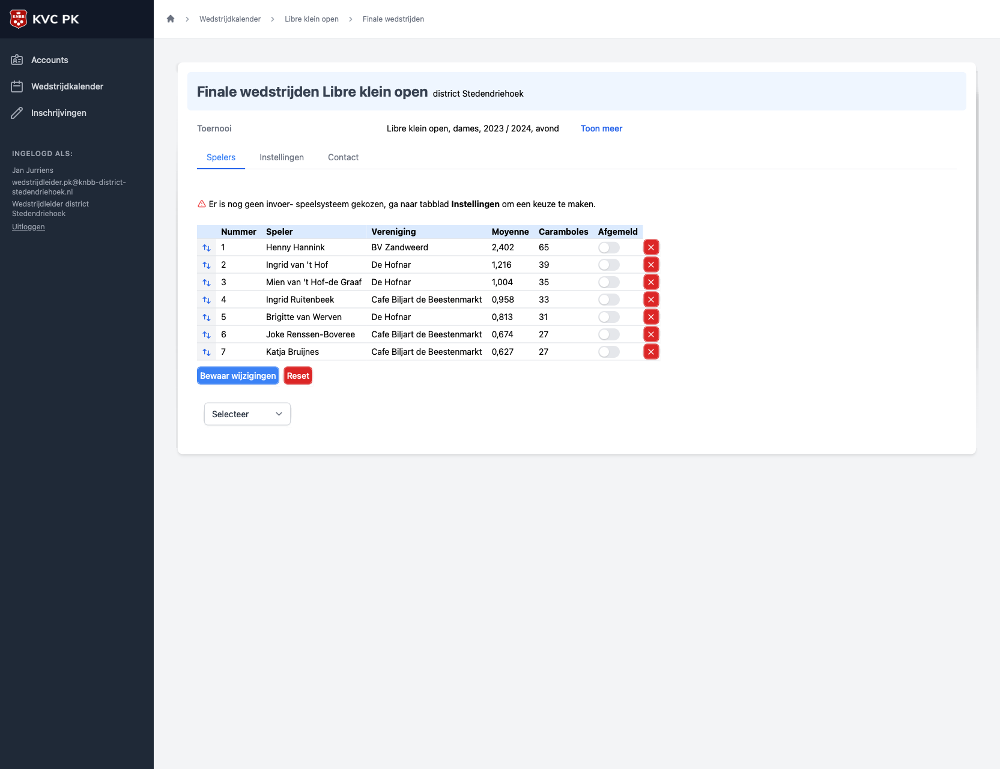 KNBB
KVC PK
Wedstrijdkalender
Libre klein open
Finale wedstrijden
Accounts
Wedstrijdkalender
Inschrijvingen
INGELOGD ALS:
Jan Jurriens
wedstrijdleider.pk@knbb-district-
stedendriehoek.nl
Wedstrijdleider district
Stedendriehoek
Uitloggen
Finale wedstrijden Libre klein open district Stedendriehoek
Toernooi Libre klein open, dames, 2023 / 2024, avond Toon meer
Spelers Instellingen Contact
Er is nog geen invoer- speelsysteem gekozen, ga naar tabblad Instellingen om een keuze te maken.
Nummer Speler Vereniging Moyenne Caramboles Afgemeld
1 Henny Hannink BV Zandweerd 2,402 65
2 Ingrid van 't Hof De Hofnar 1,216 39
3 Mien van 't Hof-de Graaf De Hofnar 1,004 35
4 Ingrid Ruitenbeek Cafe Biljart de Beestenmarkt 0,958 33
5 Brigitte van Werven De Hofnar 0,813 31
6 Joke Renssen-Boveree Cafe Biljart de Beestenmarkt 0,674 27
7 Katja Bruijnes Cafe Biljart de Beestenmarkt 0,627 27
Bewaar wijzigingen Reset
Selecteer